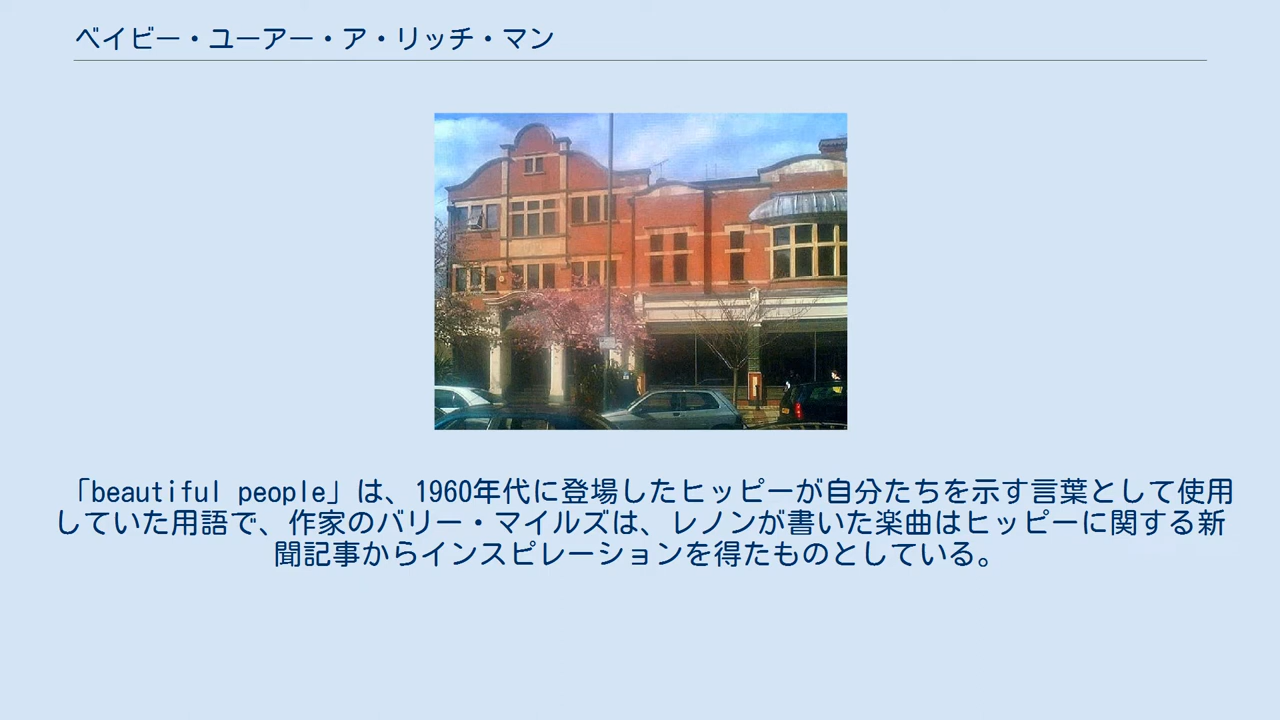 ベイビー・ユーアー・ア・リッチ・マン
「beautiful people」は、1960年代に登場したヒッピーが自分たちを示す言葉として使用
していた用語で、作家のバリー・マイルズは、レノンが書いた楽曲はヒッピーに関する新
聞記事からインスピレーションを得たものとしている。